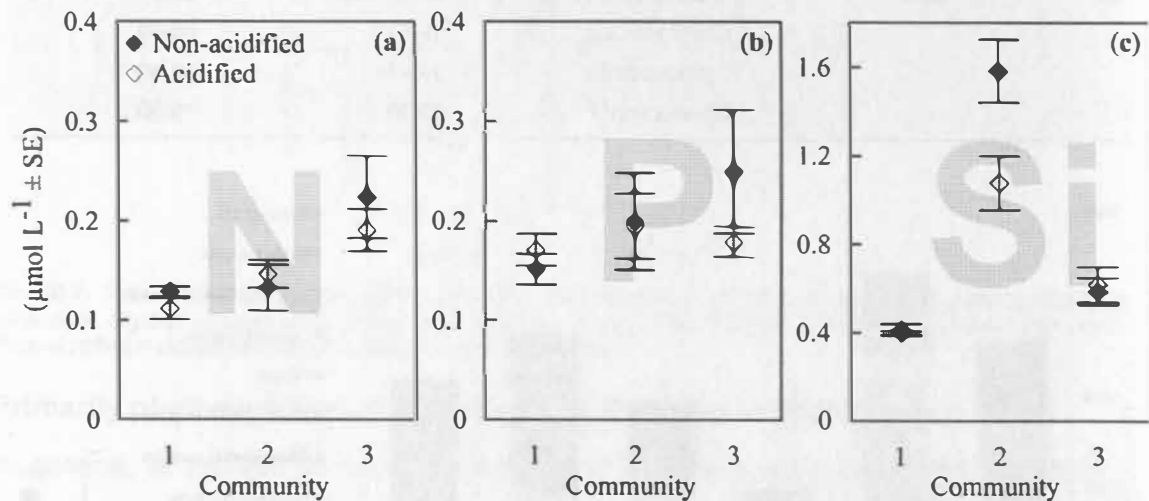 0.4 (a) 0.4 (b) (c)
◆ Non-acidified
◇ Acidified
1.6
0.3 0.3
1.2
(µmol L⁻¹ ± SE)
N P Si
0.2 0.2
0.8
0.1 0.1
0.4
0 0 0
1 2 3 1 2 3 1 2 3
Community Community Community